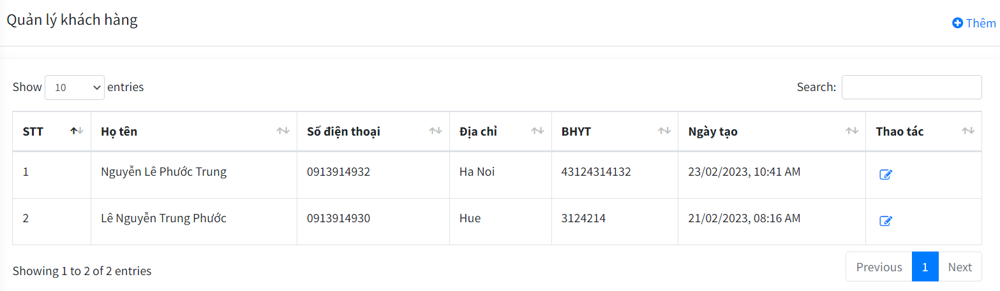 Quản lý khách hàng
Thêm
Show 10 entries
Search:
STT Họ tên Số điện thoại Địa chỉ BHYT Ngày tạo Thao tác
1 Nguyễn Lê Phước Trung 0913914932 Ha Noi 43124314132 23/02/2023, 10:41 AM
2 Lê Nguyễn Trung Phước 0913914930 Hue 3124214 21/02/2023, 08:16 AM
Showing 1 to 2 of 2 entries
Previous 1 Next